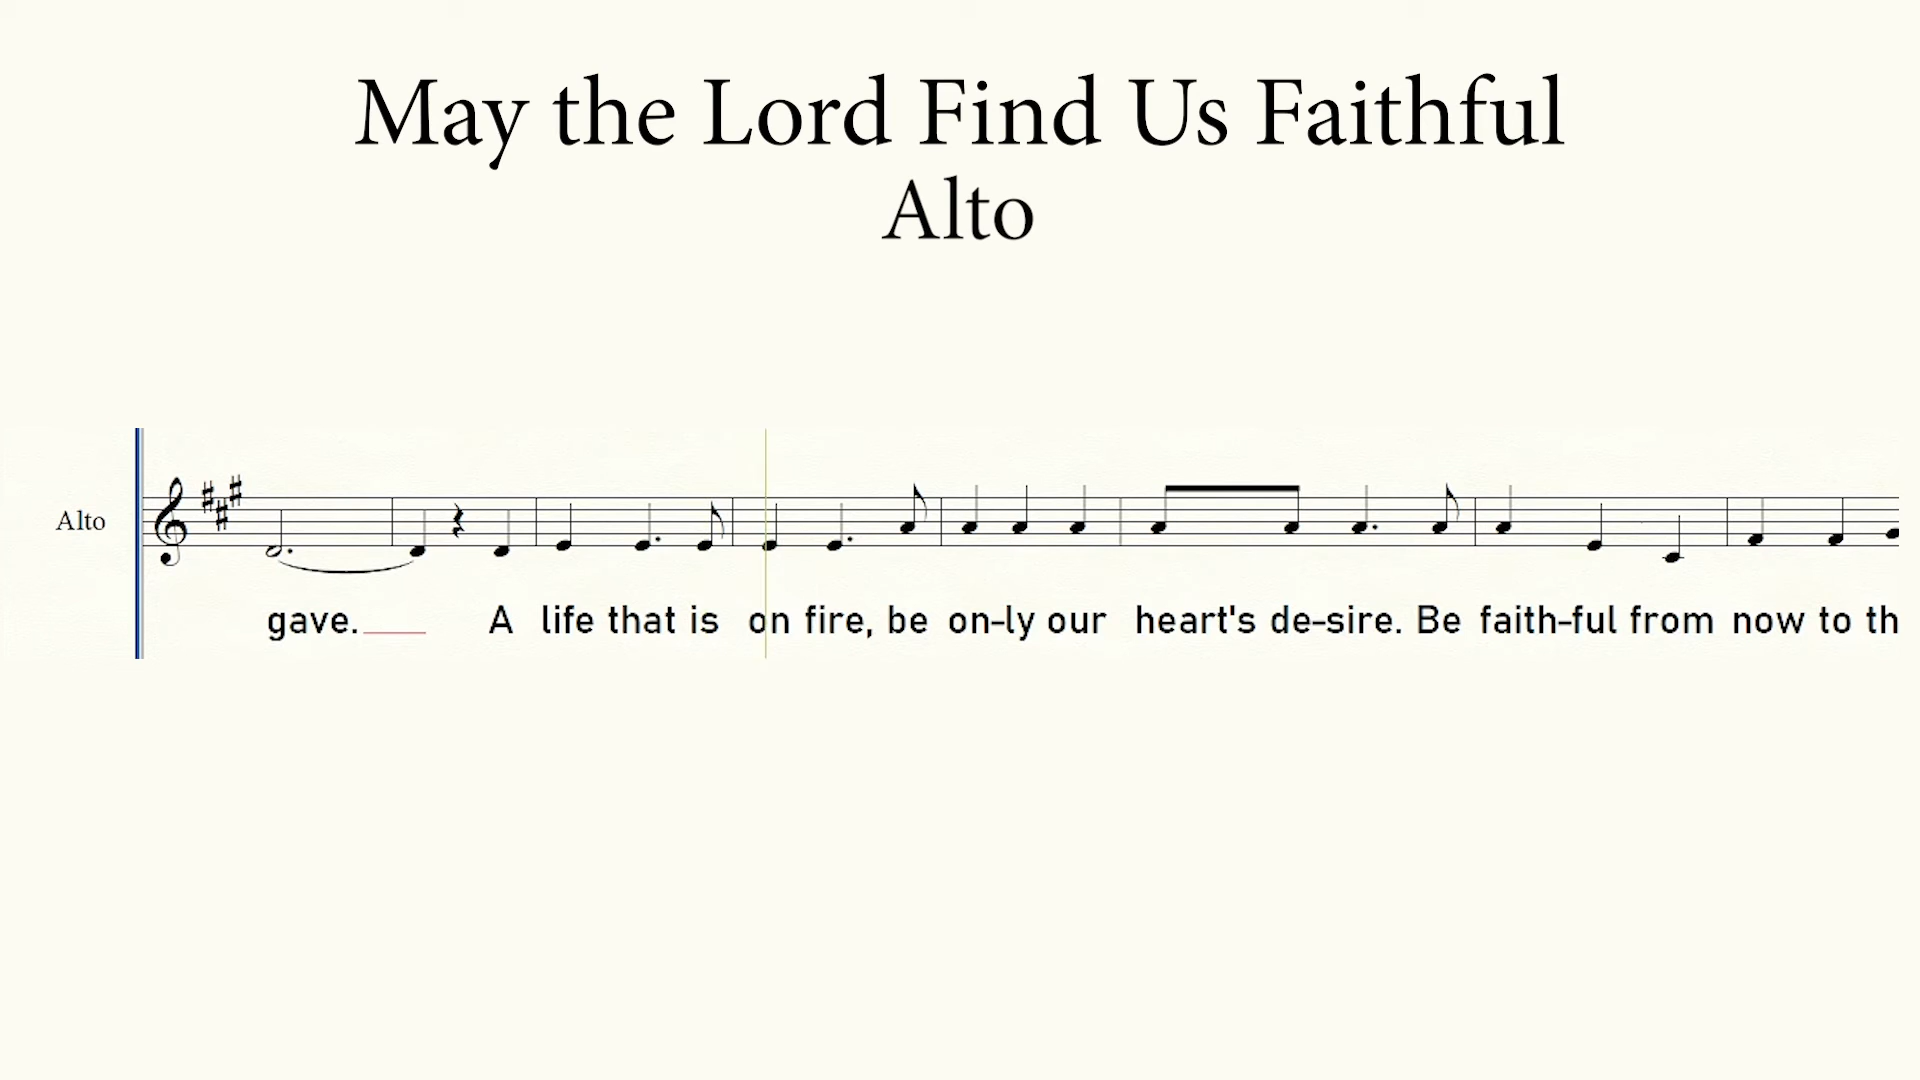 May the Lord Find Us Faithful
Alto
Alto
gave.___ A life that is on fire, be on-ly our heart's de-sire. Be faith-ful from now to th